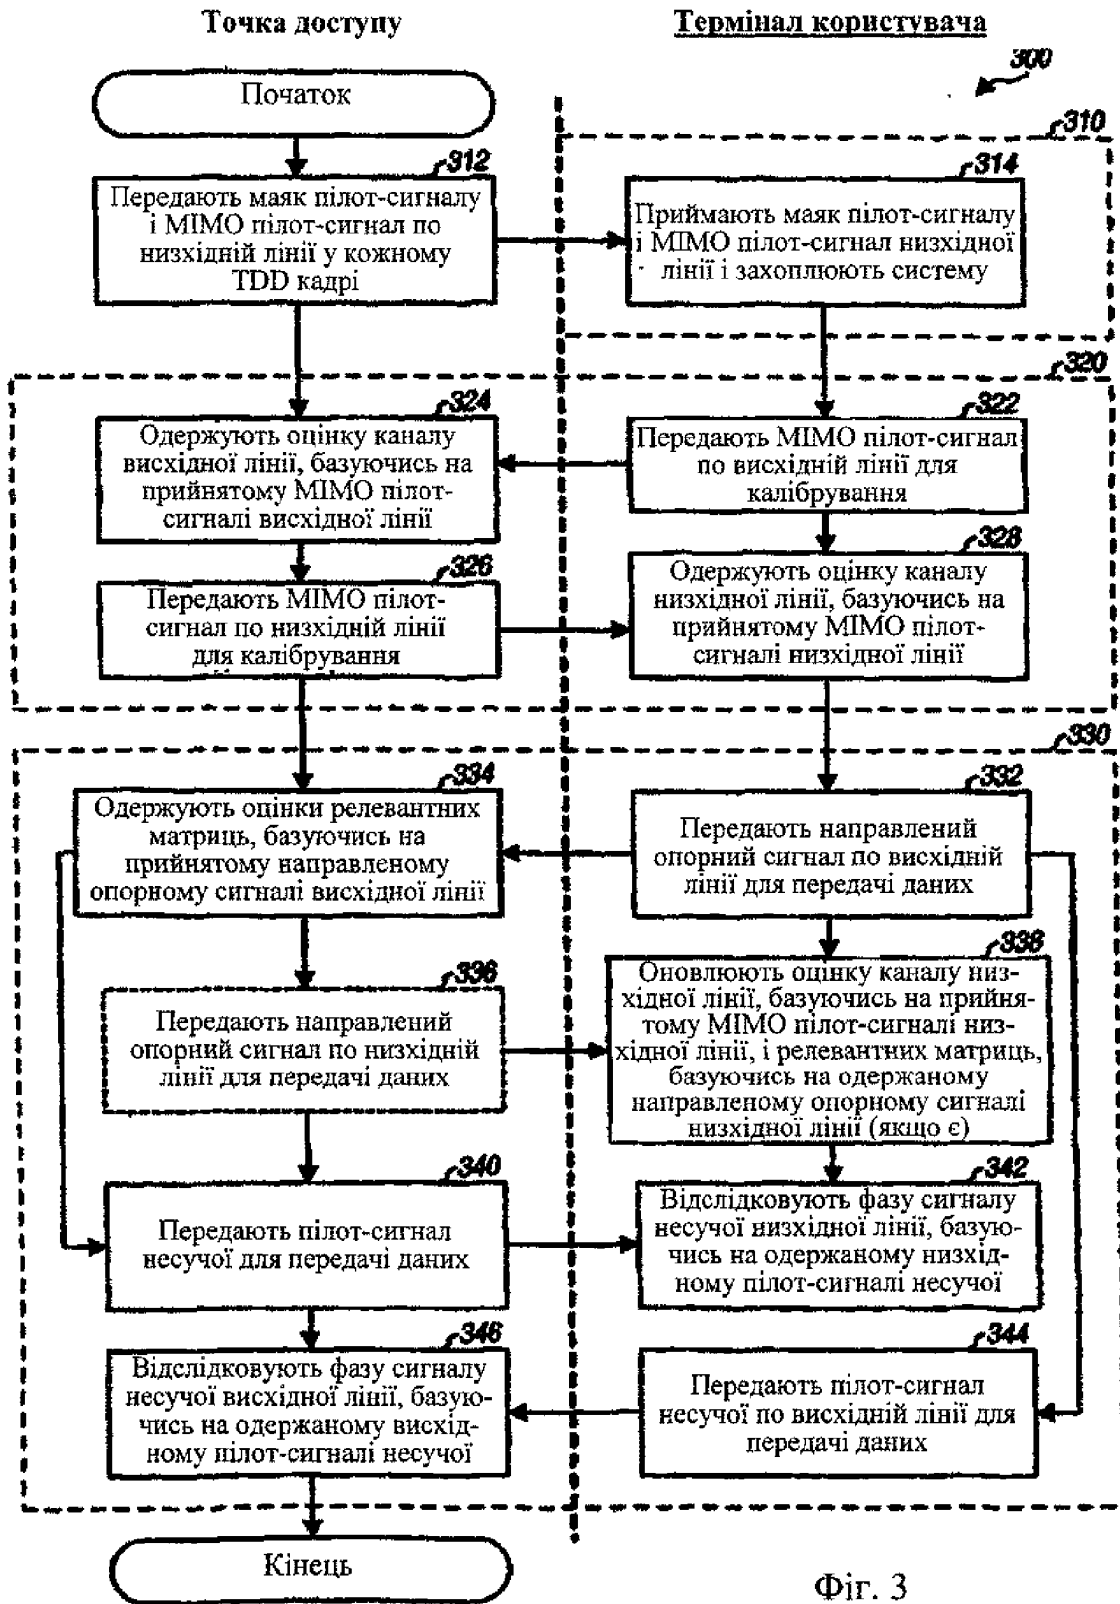 Точка доступу
Термінал користувача
300
Початок
310
312
Передають маяк пілот-сигналу
і MIMO пілот-сигнал по
низхідній лінії у кожному
TDD кадрі
314
Приймають маяк пілот-сигналу
і MIMO пілот-сигнал низхідної
лінії і захоплюють систему
320
324
Одержують оцінку каналу
висхідної лінії, базуючись на
прийнятому MIMO пілот-
сигналі висхідної лінії
322
Передають MIMO пілот-сигнал
по висхідній лінії для
калібрування
326
Передають MIMO пілот-
сигнал по низхідній лінії
для калібрування
328
Одержують оцінку каналу
низхідної лінії, базуючись на
прийнятому MIMO пілот-
сигналі низхідної лінії
330
334
Одержують оцінки релевантних
матриць, базуючись на
прийнятому направленому
опорному сигналі висхідної лінії
332
Передають направлений
опорний сигнал по висхідній
лінії для передачі даних
336
Передають направлений
опорний сигнал по низхідній
лінії для передачі даних
338
Оновлюють оцінку каналу низ-
хідної лінії, базуючись на прийня-
тому MIMO пілот-сигналі низ-
хідної лінії, і релевантних матриць,
базуючись на одержаному
направленому опорному сигналі
низхідної лінії (якщо є)
340
Передають пілот-сигнал
несучої для передачі даних
342
Відслідковують фазу сигналу
несучої низхідної лінії, базую-
чись на одержаному низхід-
ному пілот-сигналі несучої
346
Відслідковують фазу сигналу
несучої висхідної лінії, базую-
чись на одержаному висхід-
ному пілот-сигналі несучої
344
Передають пілот-сигнал
несучої по висхідній лінії для
передачі даних
Кінець
Фіг. 3